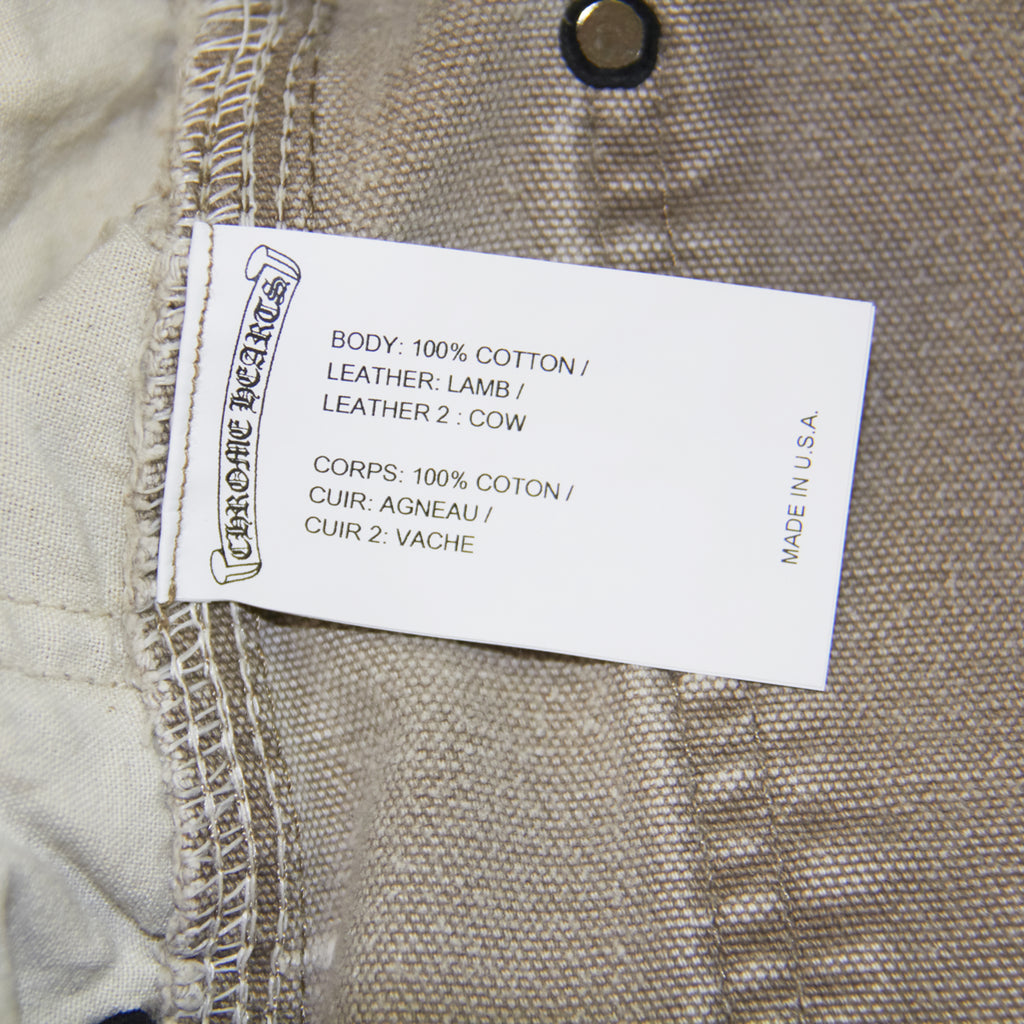 CHROME HEARTS
BODY: 100% COTTON /
LEATHER: LAMB /
LEATHER 2 : COW
CORPS: 100% COTON /
CUIR: AGNEAU /
CUIR 2: VACHE
MADE IN U.S.A.